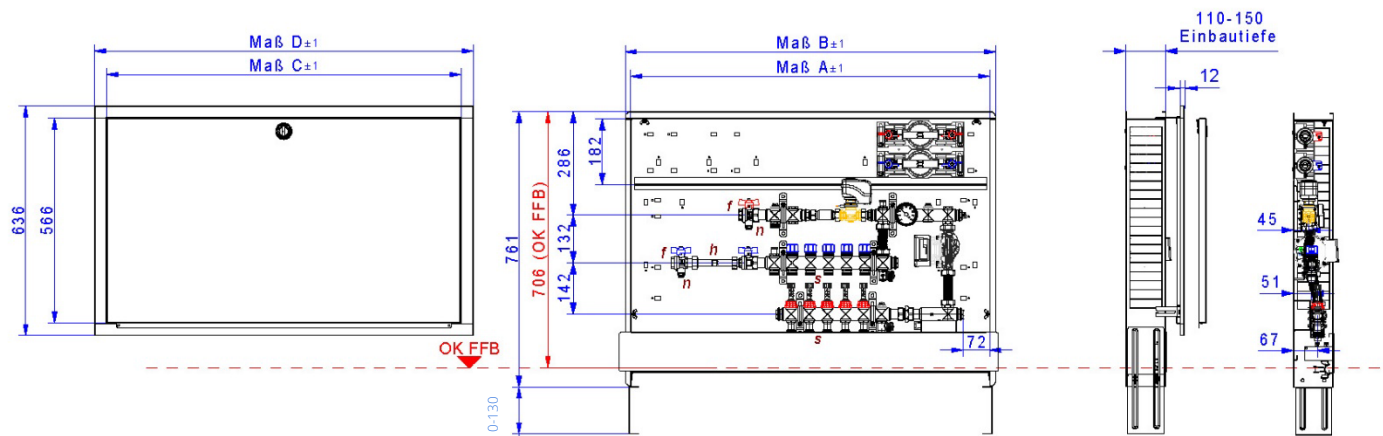 Maß D±1
Maß C±1
636
566
OK FFB
Maß B±1
Maß A±1
761
706 (OK FFB)
286
182
132
142
0-130
f
n
f
h
n
s
s
72
110-150
Einbautiefe
12
45
51
67